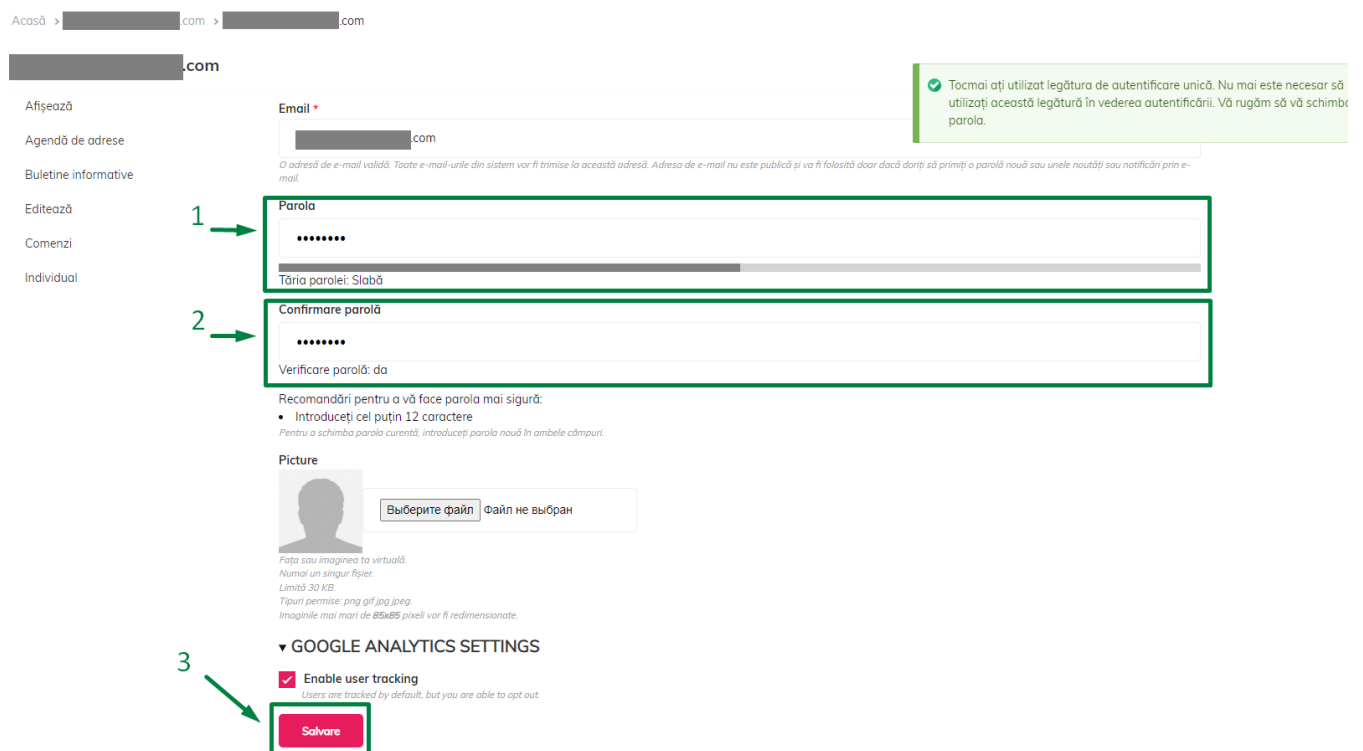 Acasă > .com > .com
.com
Tocmai ați utilizat legătura de autentificare unică. Nu mai este necesar să
utilizați această legătură în vederea autentificării. Vă rugăm să vă schimba
parola.
Afișează
Agendă de adrese
Buletine informative
Editează
Comenzi
Individual
Email *
.com
O adresă de e-mail validă. Toate e-mail-urile din sistem vor fi trimise la această adresă. Adresa de e-mail nu este publică și va fi folosită doar dacă doriți să primiți o parolă nouă sau unele noutăți sau notificări prin e-
mail.
1
Parola
••••••••
Tăria parolei: Slabă
2
Confirmare parolă
••••••••
Verificare parolă: da
Recomandări pentru a vă face parola mai sigură:
• Introduceți cel puțin 12 caractere
Pentru a schimba parola curentă, introduceți parola nouă în ambele câmpuri.
Picture
Выберите файл Файл не выбран
Fața sau imaginea ta virtuală.
Numai un singur fișier.
Limită 30 KB.
Tipuri permise: png gif jpg jpeg.
Imaginile mai mari de 85x85 pixeli vor fi redimensionate.
▾ GOOGLE ANALYTICS SETTINGS
3
Enable user tracking
Users are tracked by default, but you are able to opt out.
Salvare